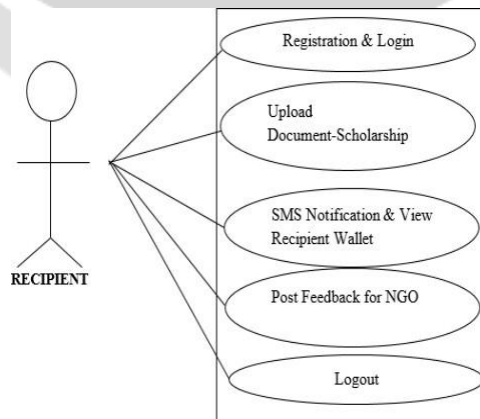 Registration & Login
Upload
Document-Scholarship
SMS Notification & View
Recipient Wallet
RECIPIENT
Post Feedback for NGO
Logout